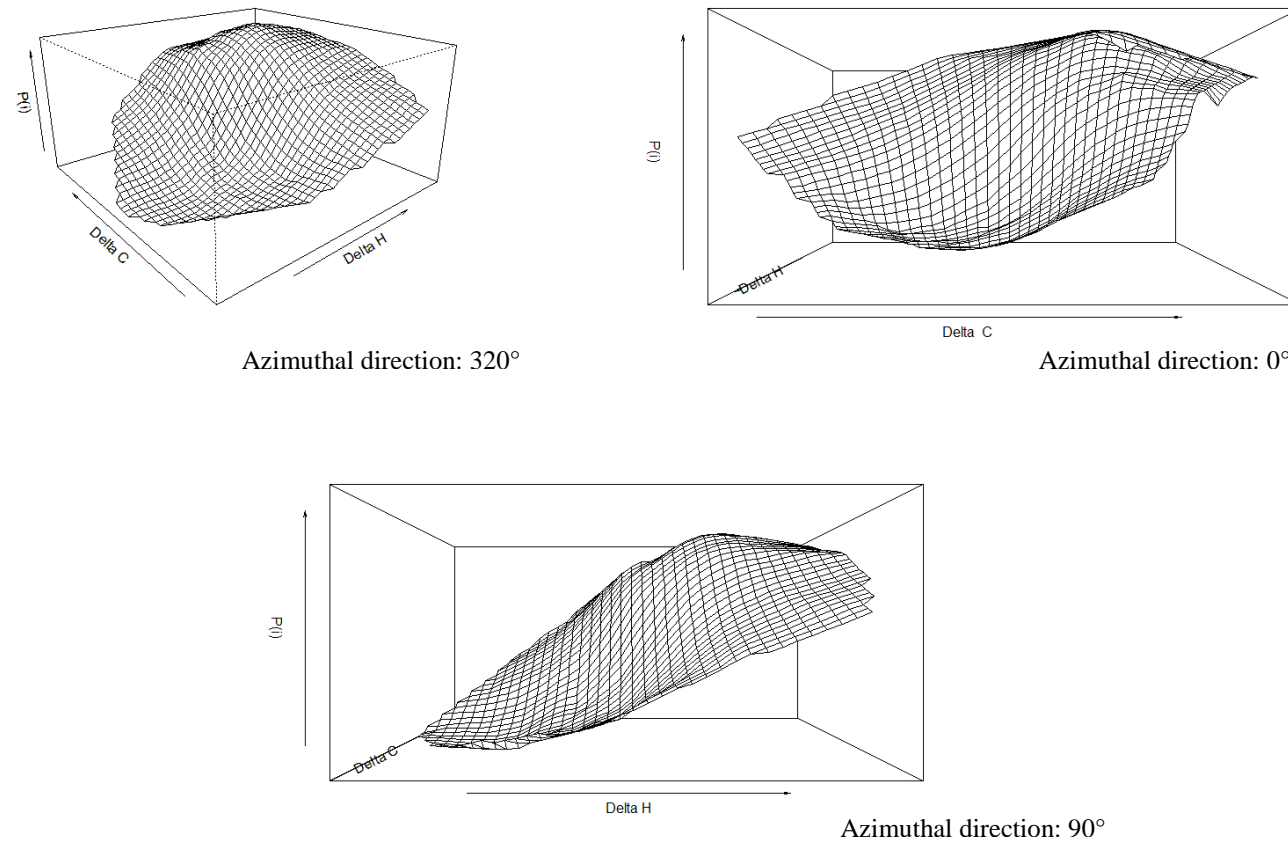 P(i)
Delta C
Delta H
Azimuthal direction: 320°
P(i)
Delta H
Delta C
Azimuthal direction: 0°
P(i)
Delta C
Delta H
Azimuthal direction: 90°